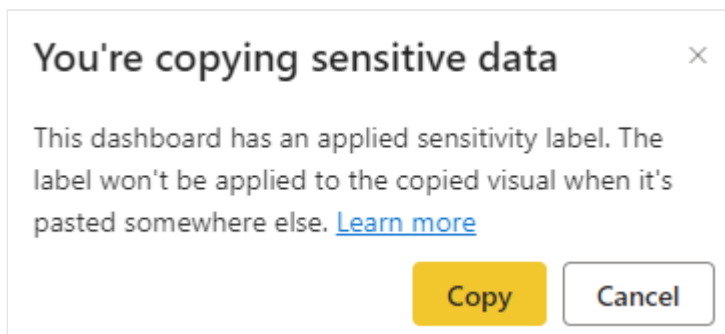 You're copying sensitive data
This dashboard has an applied sensitivity label. The
label won't be applied to the copied visual when it's
pasted somewhere else. Learn more
Copy Cancel